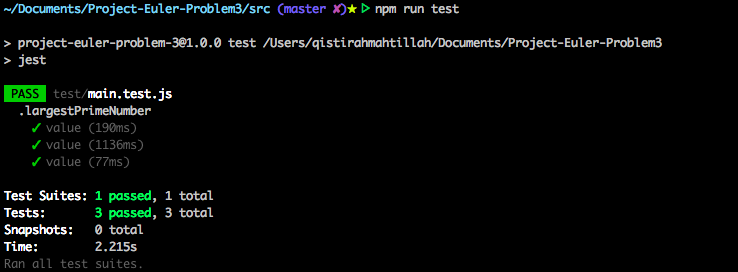 ~/Documents/Project-Euler-Problem3/src (master ✘)★ ▷ npm run test
> project-euler-problem-3@1.0.0 test /Users/qistirahmahtillah/Documents/Project-Euler-Problem3
> jest
PASS test/main.test.js
.largestPrimeNumber
✓ value (190ms)
✓ value (1136ms)
✓ value (77ms)
Test Suites: 1 passed, 1 total
Tests: 3 passed, 3 total
Snapshots: 0 total
Time: 2.215s
Ran all test suites.